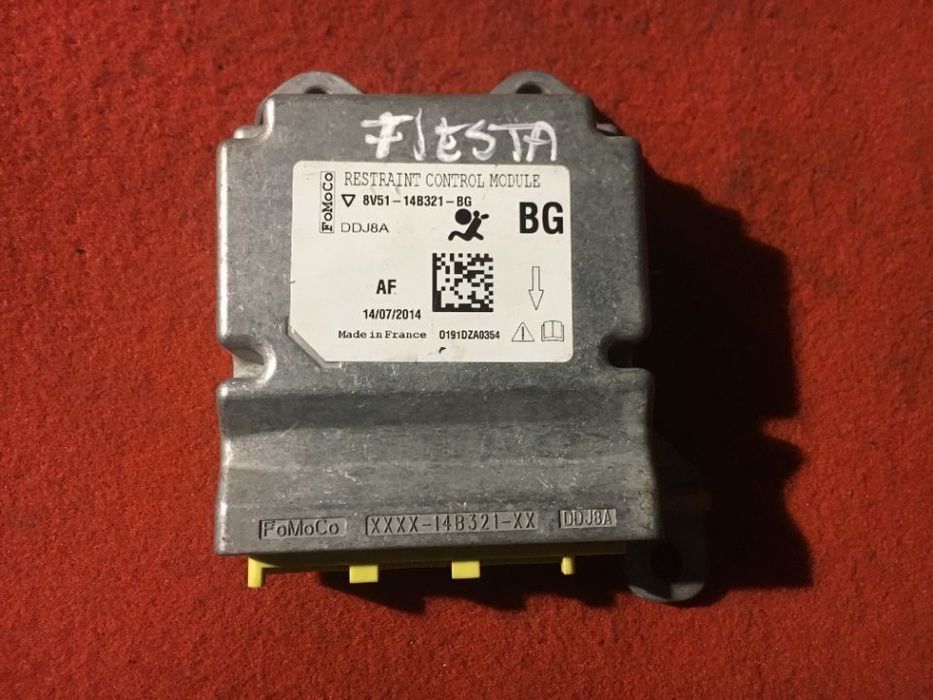 FIESTA
FoMoCo
RESTRAINT CONTROL MODULE
8V51-14B321-BG
DDJ8A
BG
AF
14/07/2014
Made in France 0191DZA0354
FoMoCo XXXX-14B321-XX DDJ8A